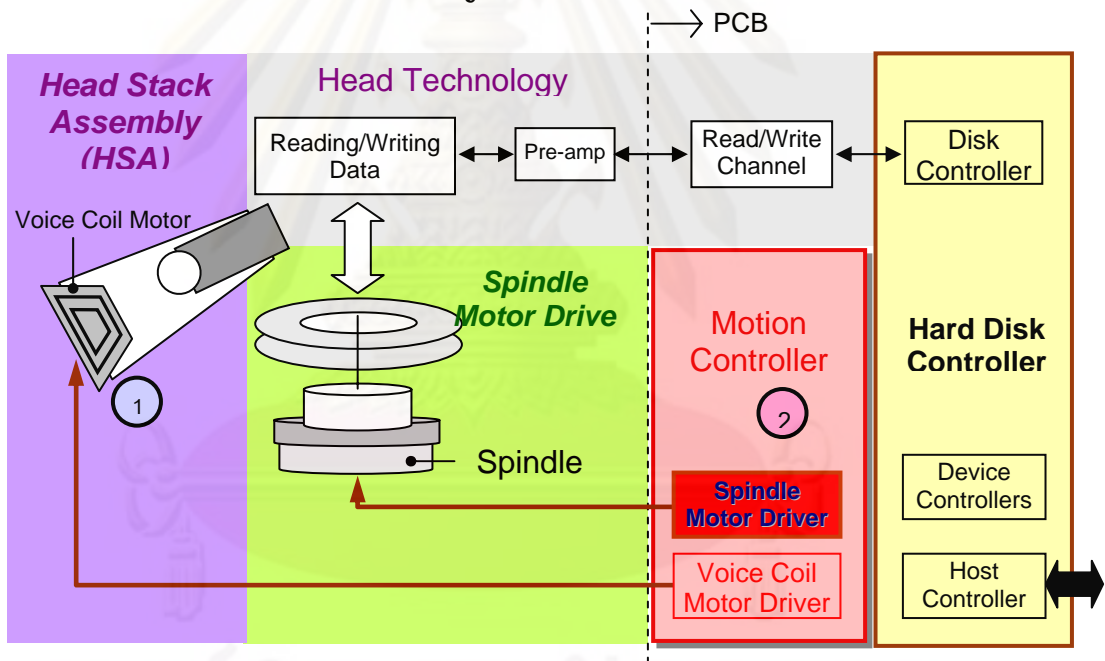 PCB
Head Stack
Assembly
(HSA)
Head Technology
Reading/Writing
Data
Pre-amp
Read/Write
Channel
Disk
Controller
Voice Coil Motor
Spindle
Motor Drive
Motion
Controller
Hard Disk
Controller
1
2
Spindle
Spindle
Motor Driver
Device
Controllers
Voice Coil
Motor Driver
Host
Controller